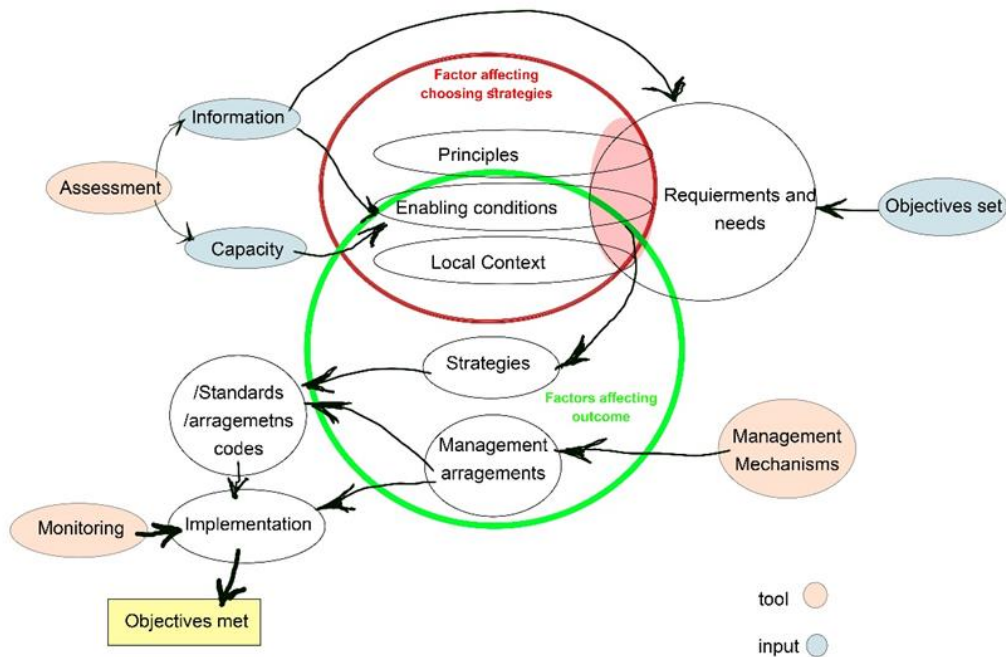 Factor affecting
choosing strategies
Information
Principles
Assessment
Enabling conditions
Requierments and
needs
Objectives set
Capacity
Local Context
Strategies
/Standards
/arragemetns
codes
Factors affecting
outcome
Management
arragements
Management
Mechanisms
Monitoring
Implementation
Objectives met
tool
input